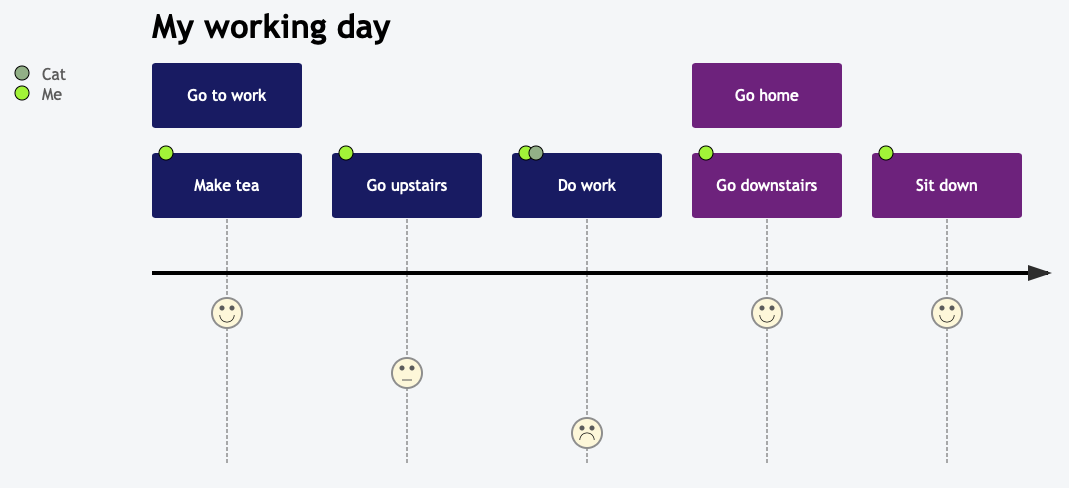 My working day
Cat
Me
Go to work
Go home
Make tea
Go upstairs
Do work
Go downstairs
Sit down